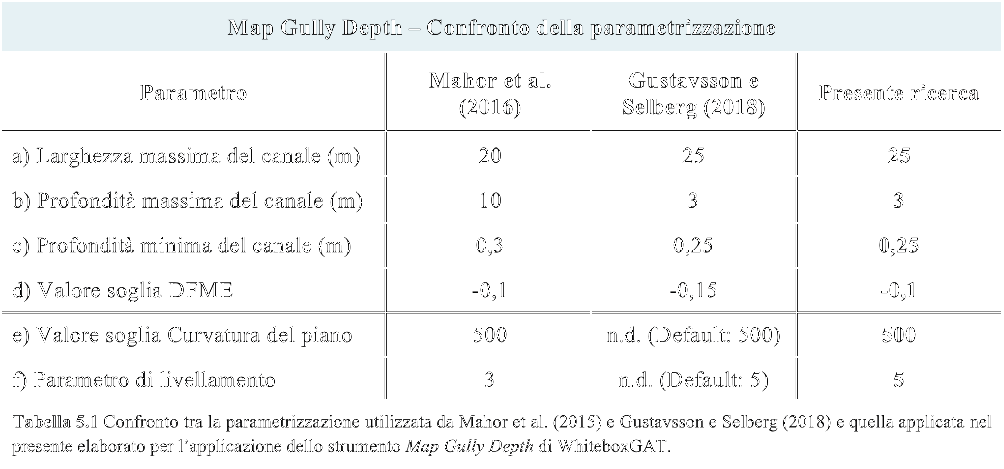 Map Gully Depth – Confronto della parametrizzazione
Parametro Mahor et al. (2016) Gustavsson e Selberg (2018) Presente ricerca
a) Larghezza massima del canale (m) 20 25 25
b) Profondità massima del canale (m) 10 3 3
c) Profondità minima del canale (m) 0,3 0,25 0,25
d) Valore soglia DFME -0,1 -0,15 -0,1
e) Valore soglia Curvatura del piano 500 n.d. (Default: 500) 500
f) Parametro di livellamento 3 n.d. (Default: 5) 5
Tabella 5.1 Confronto tra la parametrizzazione utilizzata da Mahor et al. (2015) e Gustavsson e Selberg (2018) e quella applicata nel
presente elaborato per l'applicazione dello strumento Map Gully Depth di WhiteboxGAT.